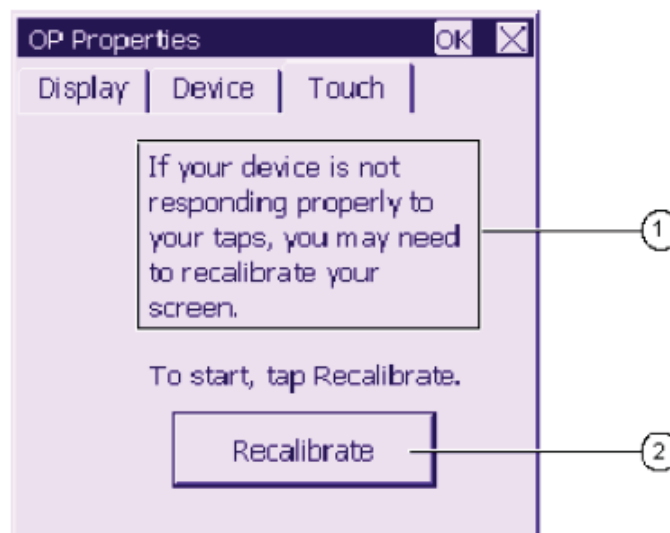 OP Properties OK
Display Device Touch
If your device is not
responding properly to
your taps, you may need
to recalibrate your
screen.
1
To start, tap Recalibrate.
Recalibrate
2